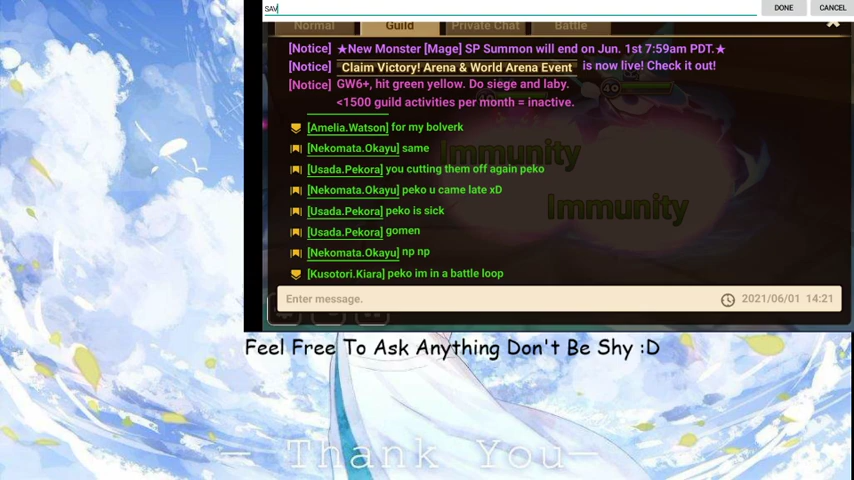 SAV
DONE CANCEL
Normal Guild Private Chat Battle
[Notice] ★New Monster [Mage] SP Summon will end on Jun. 1st 7:59am PDT.★
[Notice] Claim Victory! Arena & World Arena Event is now live! Check it out!
[Notice] GW6+, hit green yellow. Do siege and laby.
<1500 guild activities per month = inactive.
[Amelia.Watson] for my bolverk
[Nekomata.Okayu] same
[Usada.Pekora] you cutting them off again peko
[Nekomata.Okayu] peko u came late xD
[Usada.Pekora] peko is sick
[Usada.Pekora] gomen
[Nekomata.Okayu] np np
[Kusotori.Kiara] peko im in a battle loop
Immunity
Immunity
40
40
Enter message. 2021/06/01 14:21
Feel Free To Ask Anything Don't Be Shy :D
— Thank You—